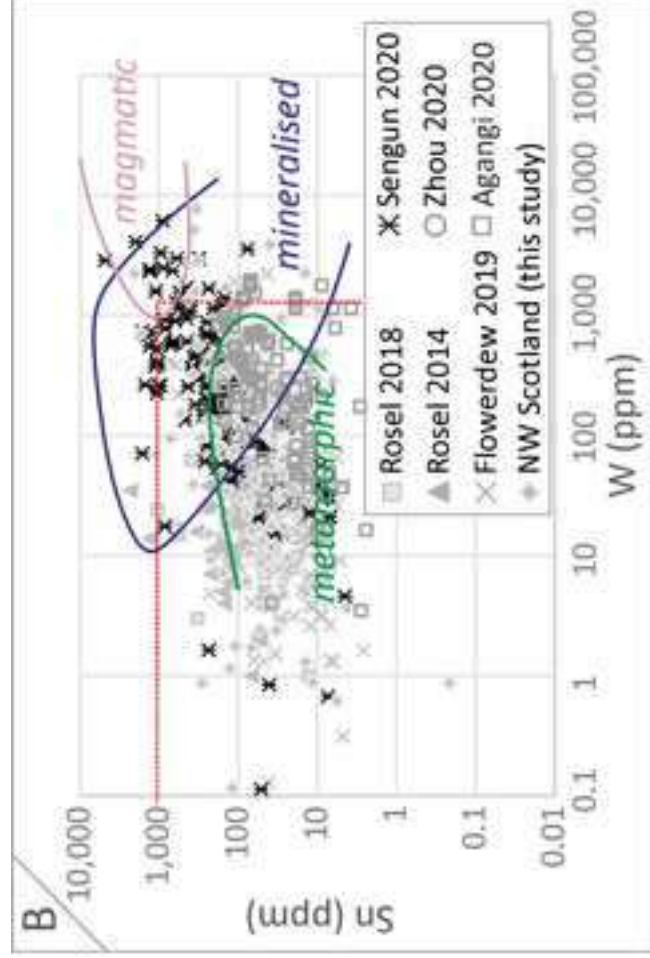 B
10,000
1,000
100
10
1
0.1
0.01
Sn (ppm)
magmatic
mineralised
metamorphic
Rosel 2018
Sengun 2020
Rosel 2014
Zhou 2020
Flowerdew 2019
Agangi 2020
NW Scotland (this study)
0.1
1
10
100
1,000
10,000
100,000
W (ppm)